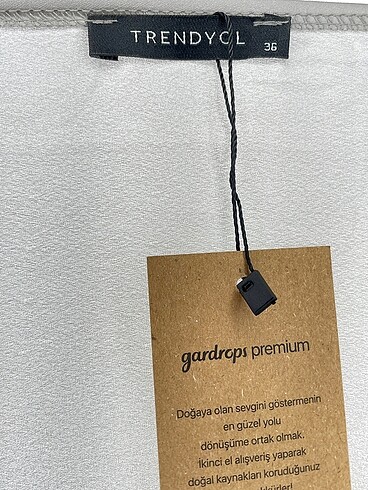 TRENDYOL
36
gardrops premium
Doğaya olan sevgini göstermenin
en güzel yolu
dönüşüme ortak olmak.
İkinci el alışveriş yaparak
doğal kaynakları koruduğunuz